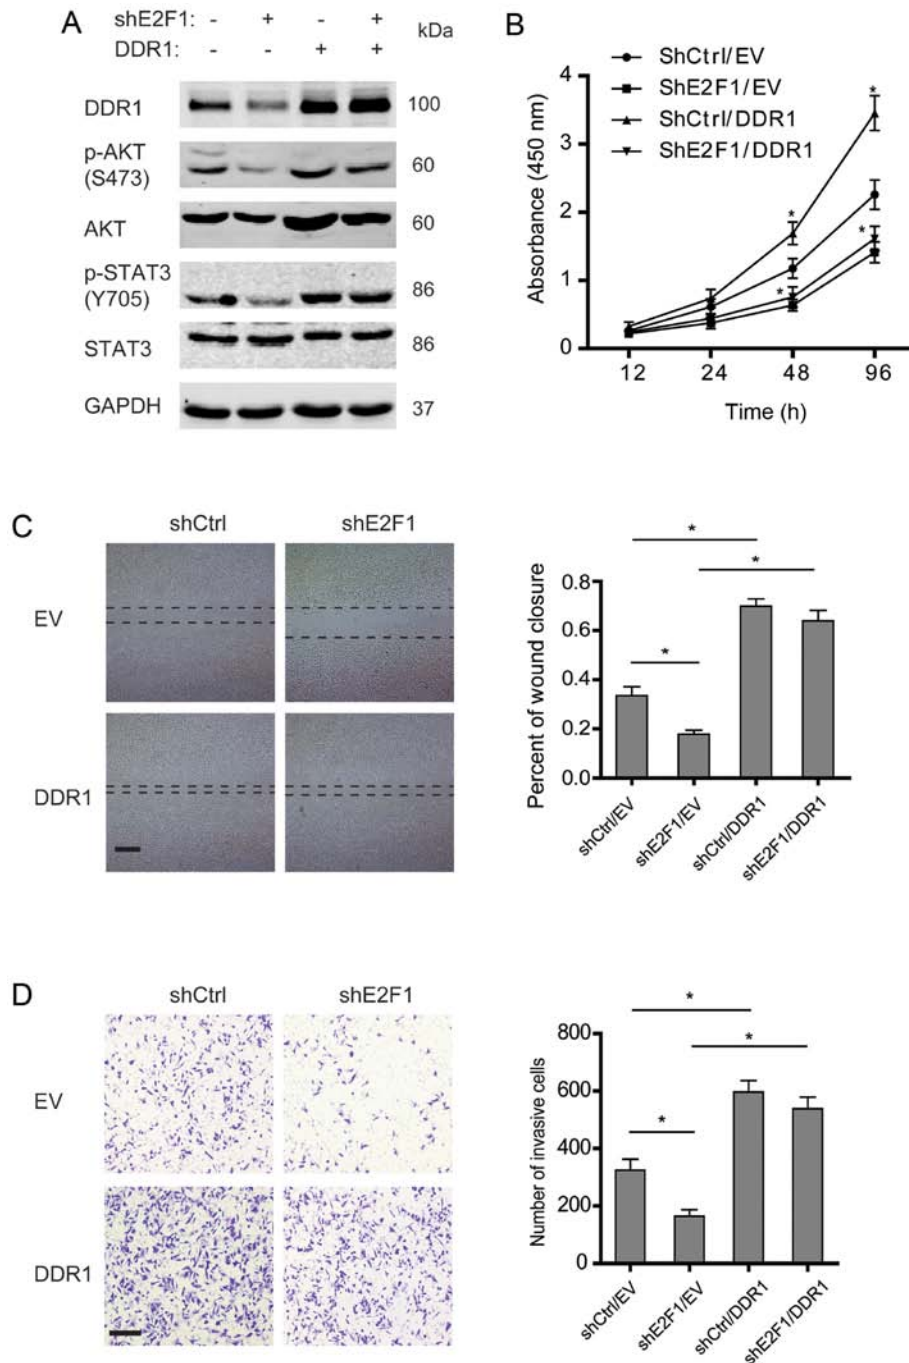 A
shE2F1: - + - +
DDR1: - - + +
kDa
DDR1
100
p-AKT
(S473)
60
AKT
60
p-STAT3
(Y705)
86
STAT3
86
GAPDH
37
B
ShCtrl/EV
ShE2F1/EV
ShCtrl/DDR1
ShE2F1/DDR1
Absorbance (450 nm)
4
3
2
1
0
*
*
*
*
12 24 48 96
Time (h)
C
shCtrl shE2F1
EV
DDR1
Percent of wound closure
0.8
0.6
0.4
0.2
0.0
*
*
*
shCtrl/EV
shE2F1/EV
shCtrl/DDR1
shE2F1/DDR1
D
shCtrl shE2F1
EV
DDR1
Number of invasive cells
800
600
400
200
0
*
*
*
shCtrl/EV
shE2F1/EV
shCtrl/DDR1
shE2F1/DDR1